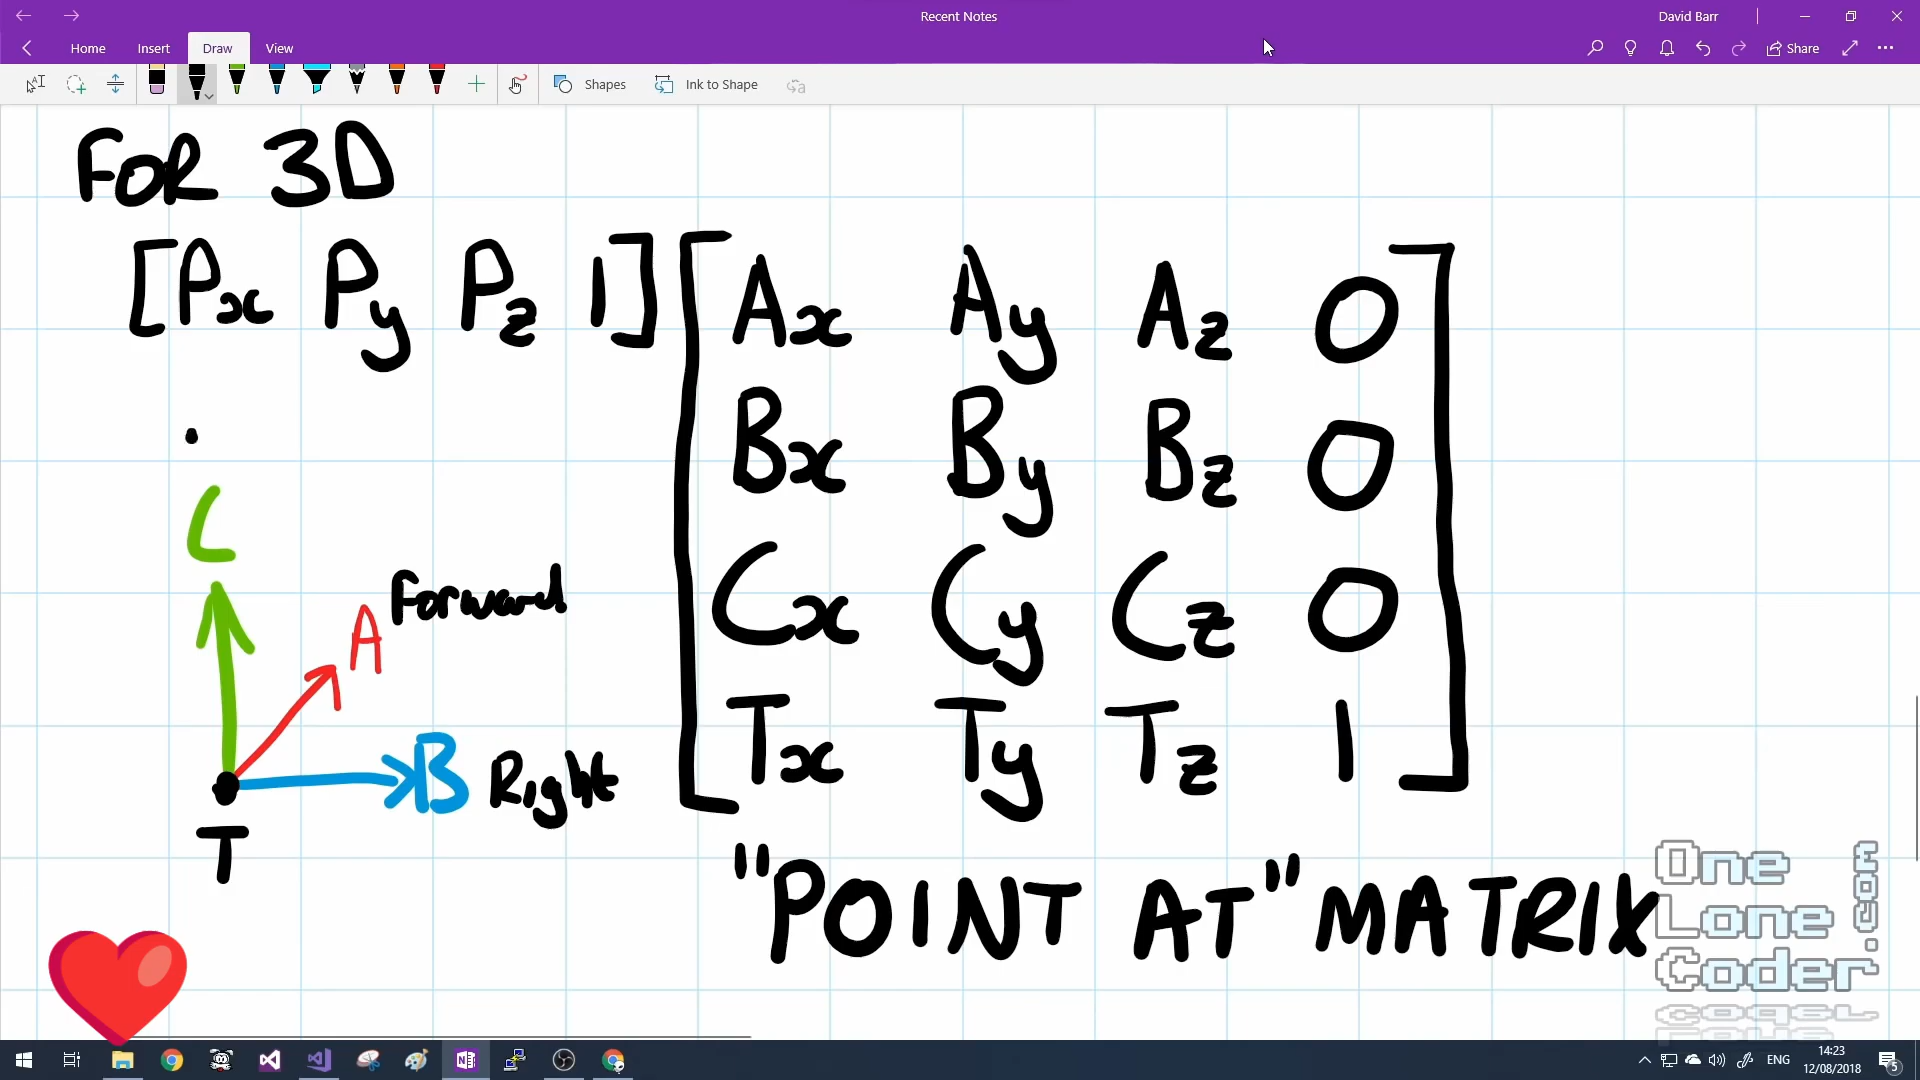 Recent Notes
David Barr
Home Insert Draw View
Share
Shapes Ink to Shape
FOR 3D
[Px Py Pz 1] [Ax Ay Az 0
Bx By Bz 0
Cx Cy Cz 0
Tx Ty Tz 1]
C
A Forward
B Right
T
"POINT AT" MATRIX
One
Lone
Coder
.com
ENG
14:23
12/08/2018
5